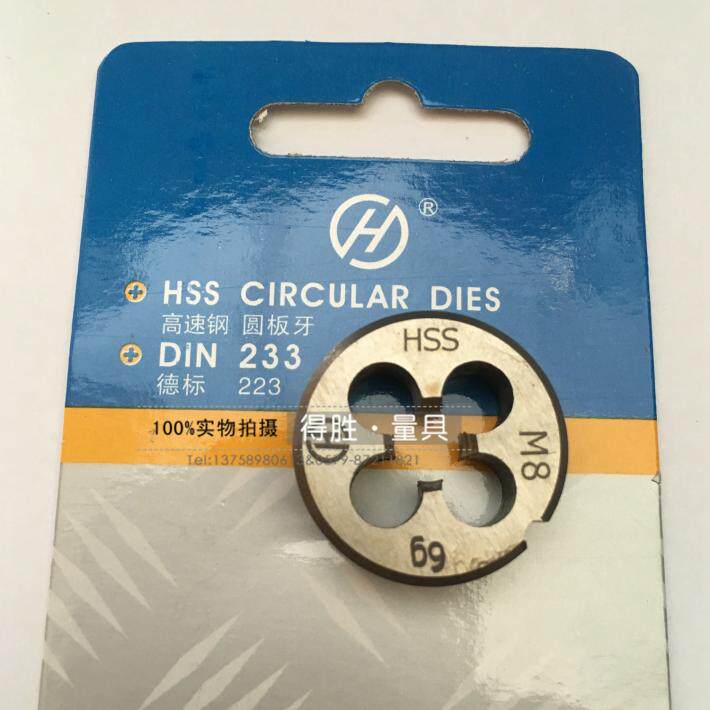 H®
HSS CIRCULAR DIES
高速钢 圆板牙
DIN 233
德标 223
100%实物拍摄
得胜·量具
HSS
M8
6g